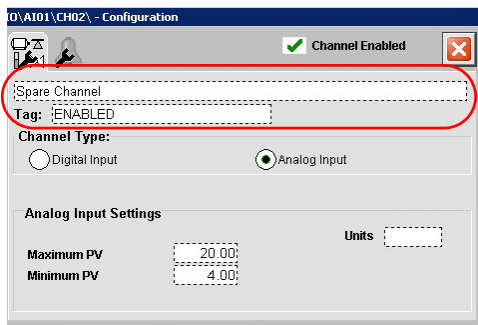 IO\AI01\CH02\ - Configuration
Channel Enabled
Spare Channel
Tag: ENABLED
Channel Type:
Digital Input Analog Input
Analog Input Settings
Units
Maximum PV 20.00
Minimum PV 4.00